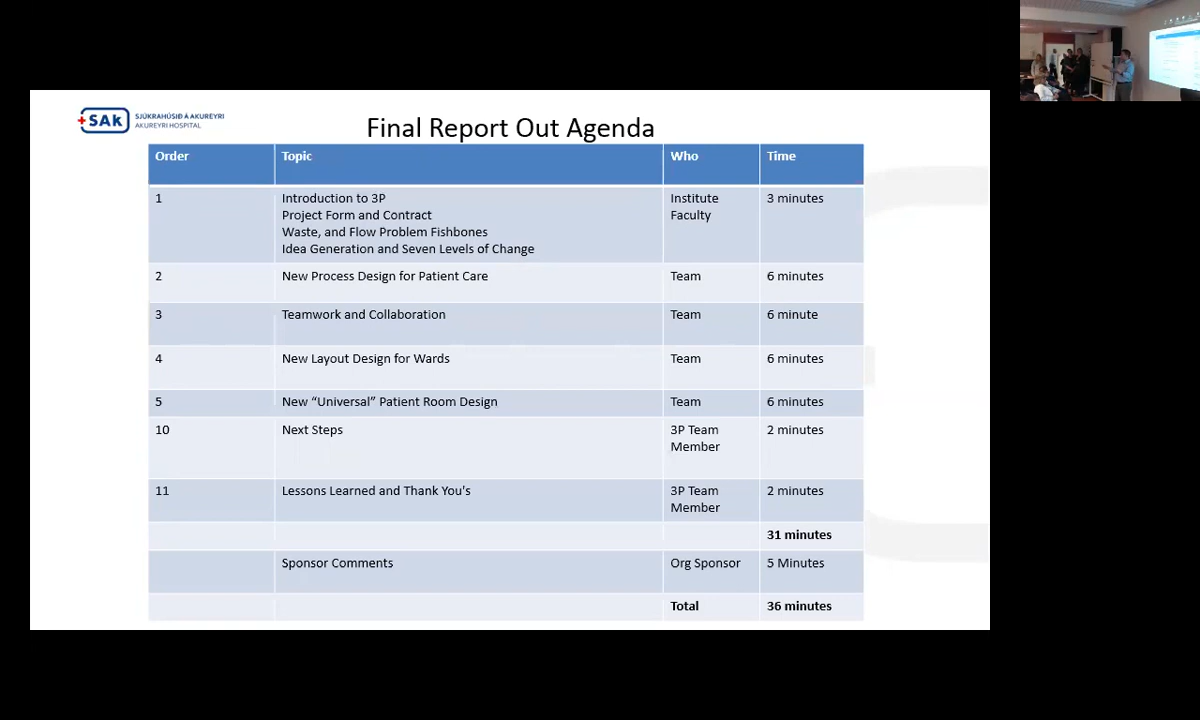 SAk
SJÚKRAHÚSIÐ Á AKUREYRI
AKUREYRI HOSPITAL
Final Report Out Agenda
Order Topic Who Time
1 Introduction to 3P Institute 3 minutes
Project Form and Contract Faculty
Waste, and Flow Problem Fishbones
Idea Generation and Seven Levels of Change
2 New Process Design for Patient Care Team 6 minutes
3 Teamwork and Collaboration Team 6 minute
4 New Layout Design for Wards Team 6 minutes
5 New “Universal” Patient Room Design Team 6 minutes
10 Next Steps 3P Team 2 minutes
Member
11 Lessons Learned and Thank You's 3P Team 2 minutes
Member
31 minutes
Sponsor Comments Org Sponsor 5 Minutes
Total 36 minutes